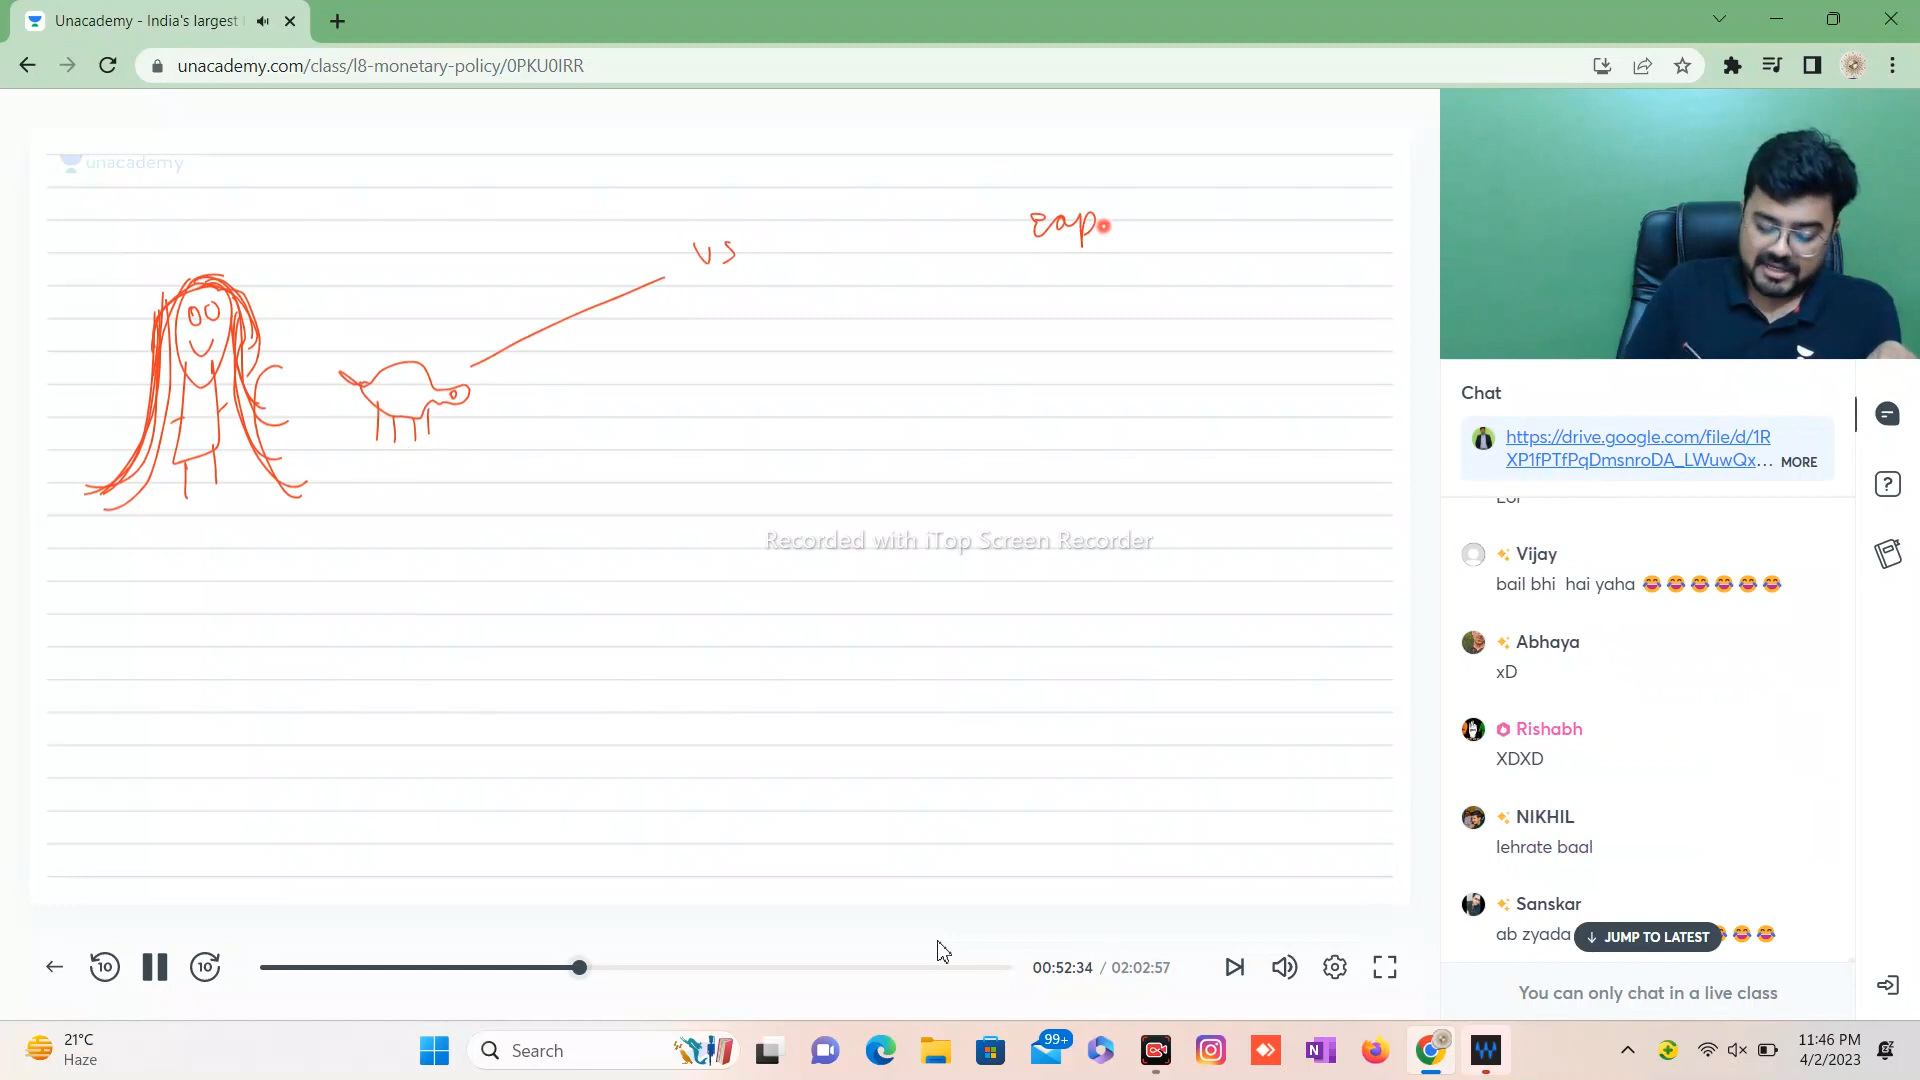 Unacademy - India's largest
unacademy.com/class/l8-monetary-policy/0PKU0IRR
unacademy
vs
Eap
Recorded with iTop Screen Recorder
Chat
https://drive.google.com/file/d/1R
XP1fPTfPqDmsnroDA_LWuwQx... MORE
Vijay
bail bhi hai yaha 😂😂😂😂😂😂
Abhaya
xD
Rishabh
XDXD
NIKHIL
lehrate baal
Sanskar
ab zyada
JUMP TO LATEST
You can only chat in a live class
10
10
00:52:34 / 02:02:57
21°C
Haze
Search
99+
11:46 PM
4/2/2023